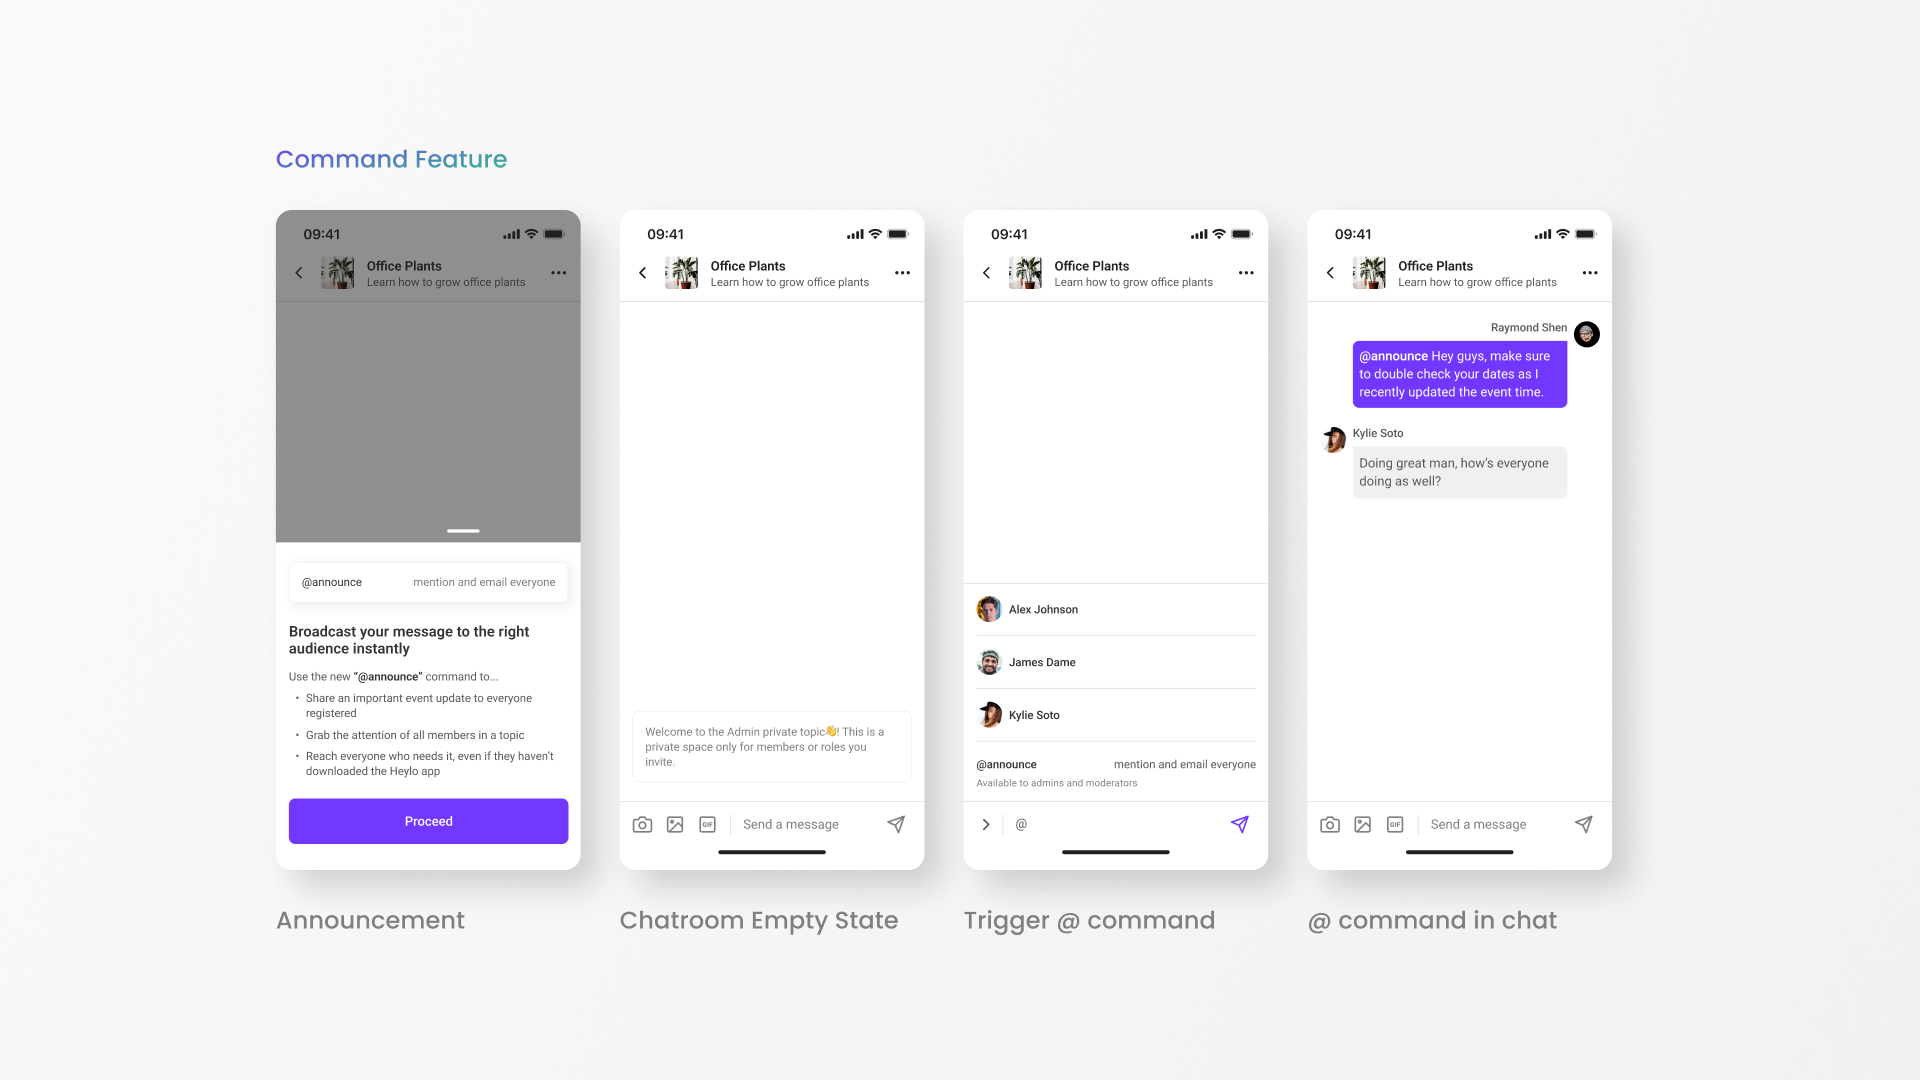 Command Feature
09:41
Office Plants
Learn how to grow office plants
@announce mention and email everyone
Broadcast your message to the right
audience instantly
Use the new "@announce" command to...
• Share an important event update to everyone
registered
• Grab the attention of all members in a topic
• Reach everyone who needs it, even if they haven't
downloaded the Heylo app
Proceed
Announcement
09:41
Office Plants
Learn how to grow office plants
Welcome to the Admin private topic👋! This is a
private space only for members or roles you
invite.
GIF
Send a message
Chatroom Empty State
09:41
Office Plants
Learn how to grow office plants
Alex Johnson
James Dame
Kylie Soto
@announce mention and email everyone
Available to admins and moderators
@
Trigger @ command
09:41
Office Plants
Learn how to grow office plants
Raymond Shen
@announce Hey guys, make sure
to double check your dates as I
recently updated the event time.
Kylie Soto
Doing great man, how's everyone
doing as well?
GIF
Send a message
@ command in chat